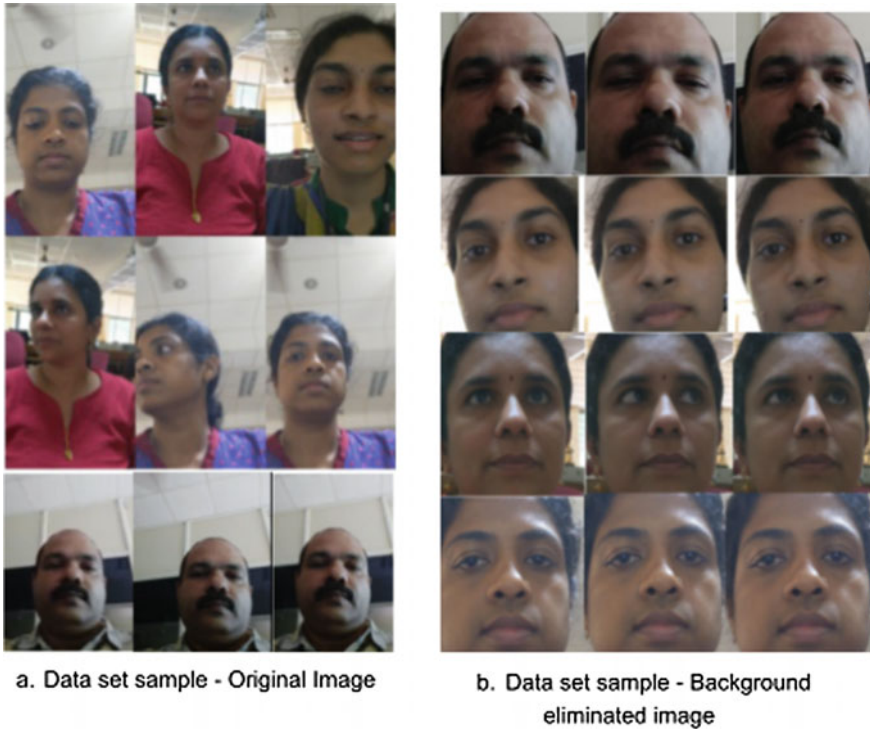 a. Data set sample - Original Image
b. Data set sample - Background
eliminated image